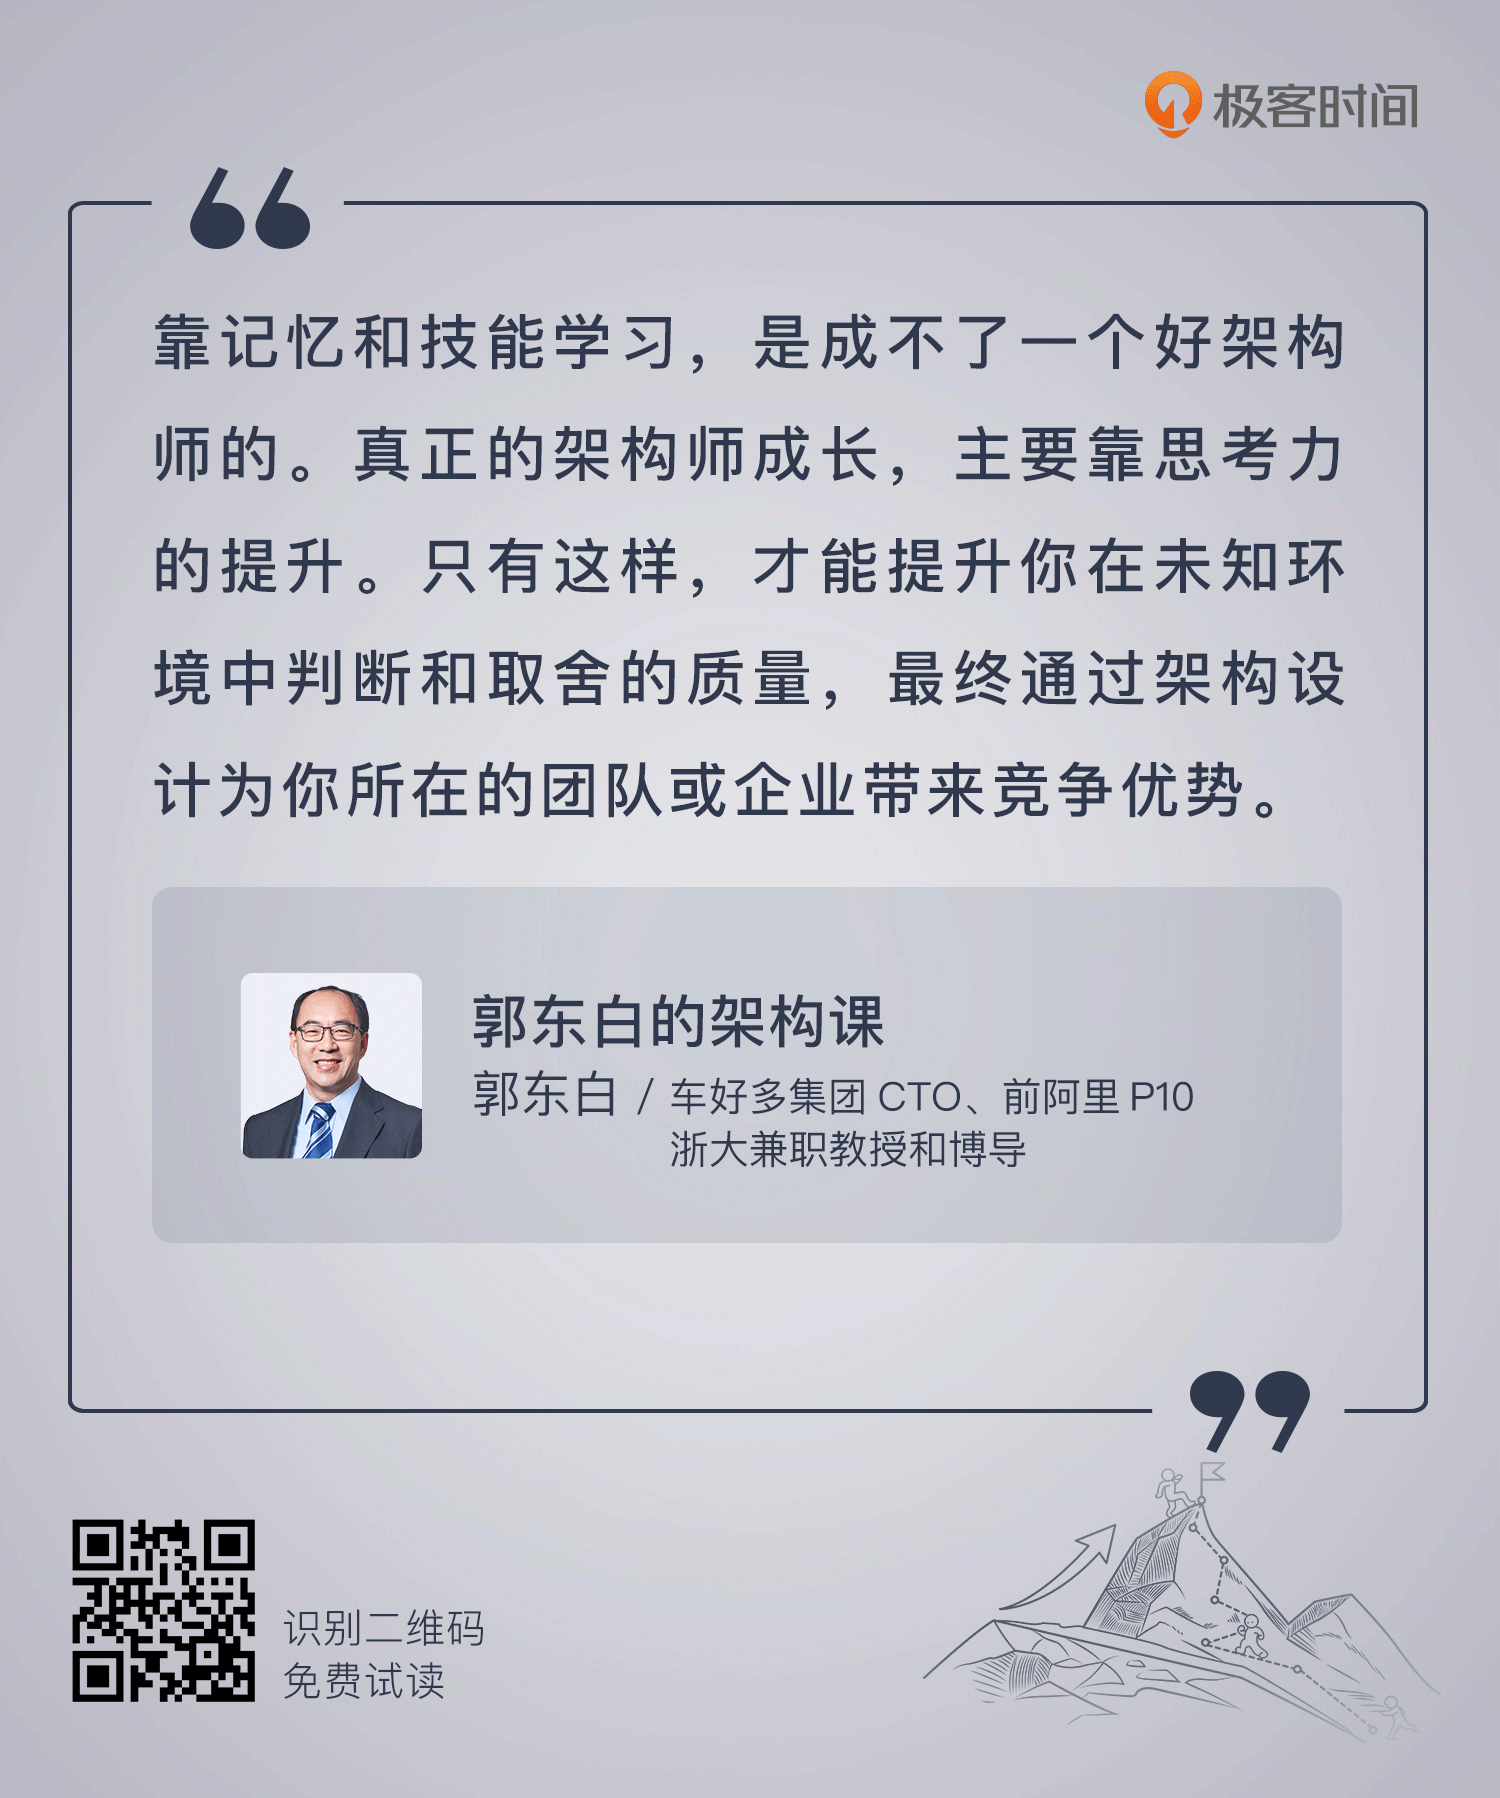 极客时间
靠记忆和技能学习，是成不了一个好架构
师的。真正的架构师成长，主要靠思考力
的提升。只有这样，才能提升你在未知环
境中判断和取舍的质量，最终通过架构设
计为你所在的团队或企业带来竞争优势。
郭东白的架构课
郭东白 / 车好多集团 CTO、前阿里 P10
浙大兼职教授和博导
识别二维码
免费试读